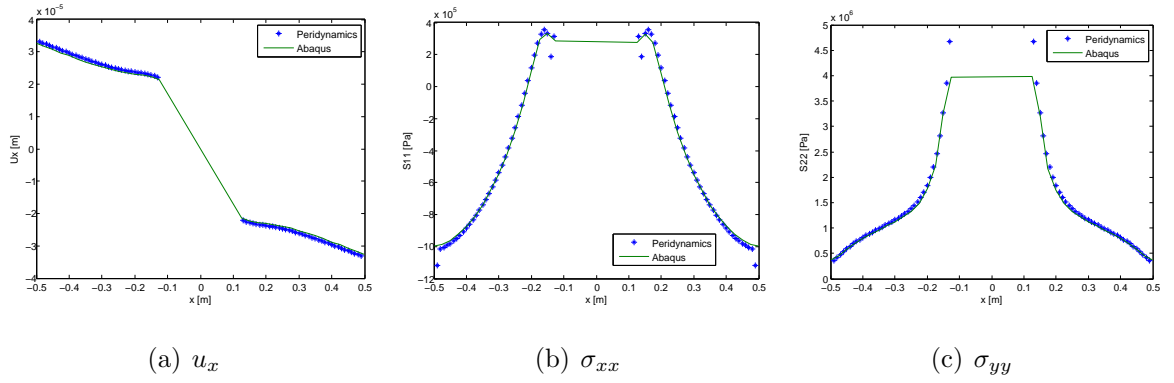 x 10⁻⁵
4
3
2
1
0
−1
−2
−3
−4
Ux [m]
−0.5 −0.4 −0.3 −0.2 −0.1 0 0.1 0.2 0.3 0.4 0.5
x [m]
Peridynamics
Abaqus
(a) uₓ
x 10⁵
4
2
0
−2
−4
−6
−8
−10
−12
S11 [Pa]
−0.5 −0.4 −0.3 −0.2 −0.1 0 0.1 0.2 0.3 0.4 0.5
x [m]
Peridynamics
Abaqus
(b) σₓₓ
x 10⁶
5
4.5
4
3.5
3
2.5
2
1.5
1
0.5
0
S22 [Pa]
−0.5 −0.4 −0.3 −0.2 −0.1 0 0.1 0.2 0.3 0.4 0.5
x [m]
Peridynamics
Abaqus
(c) σ_yy